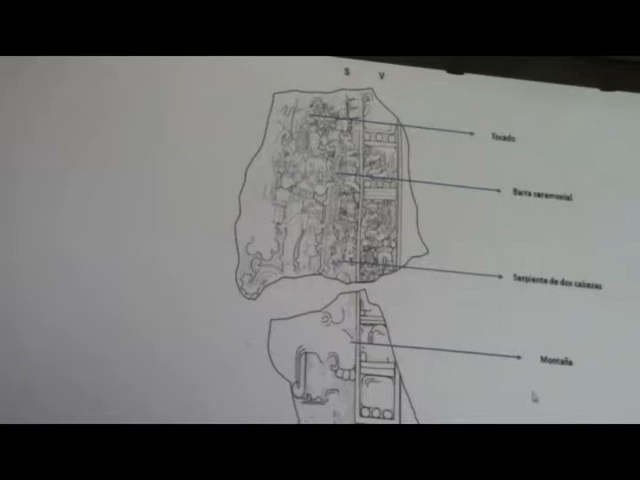 S V
Tocado
Barra ceremonial
Serpiente de dos cabezas
Montaña